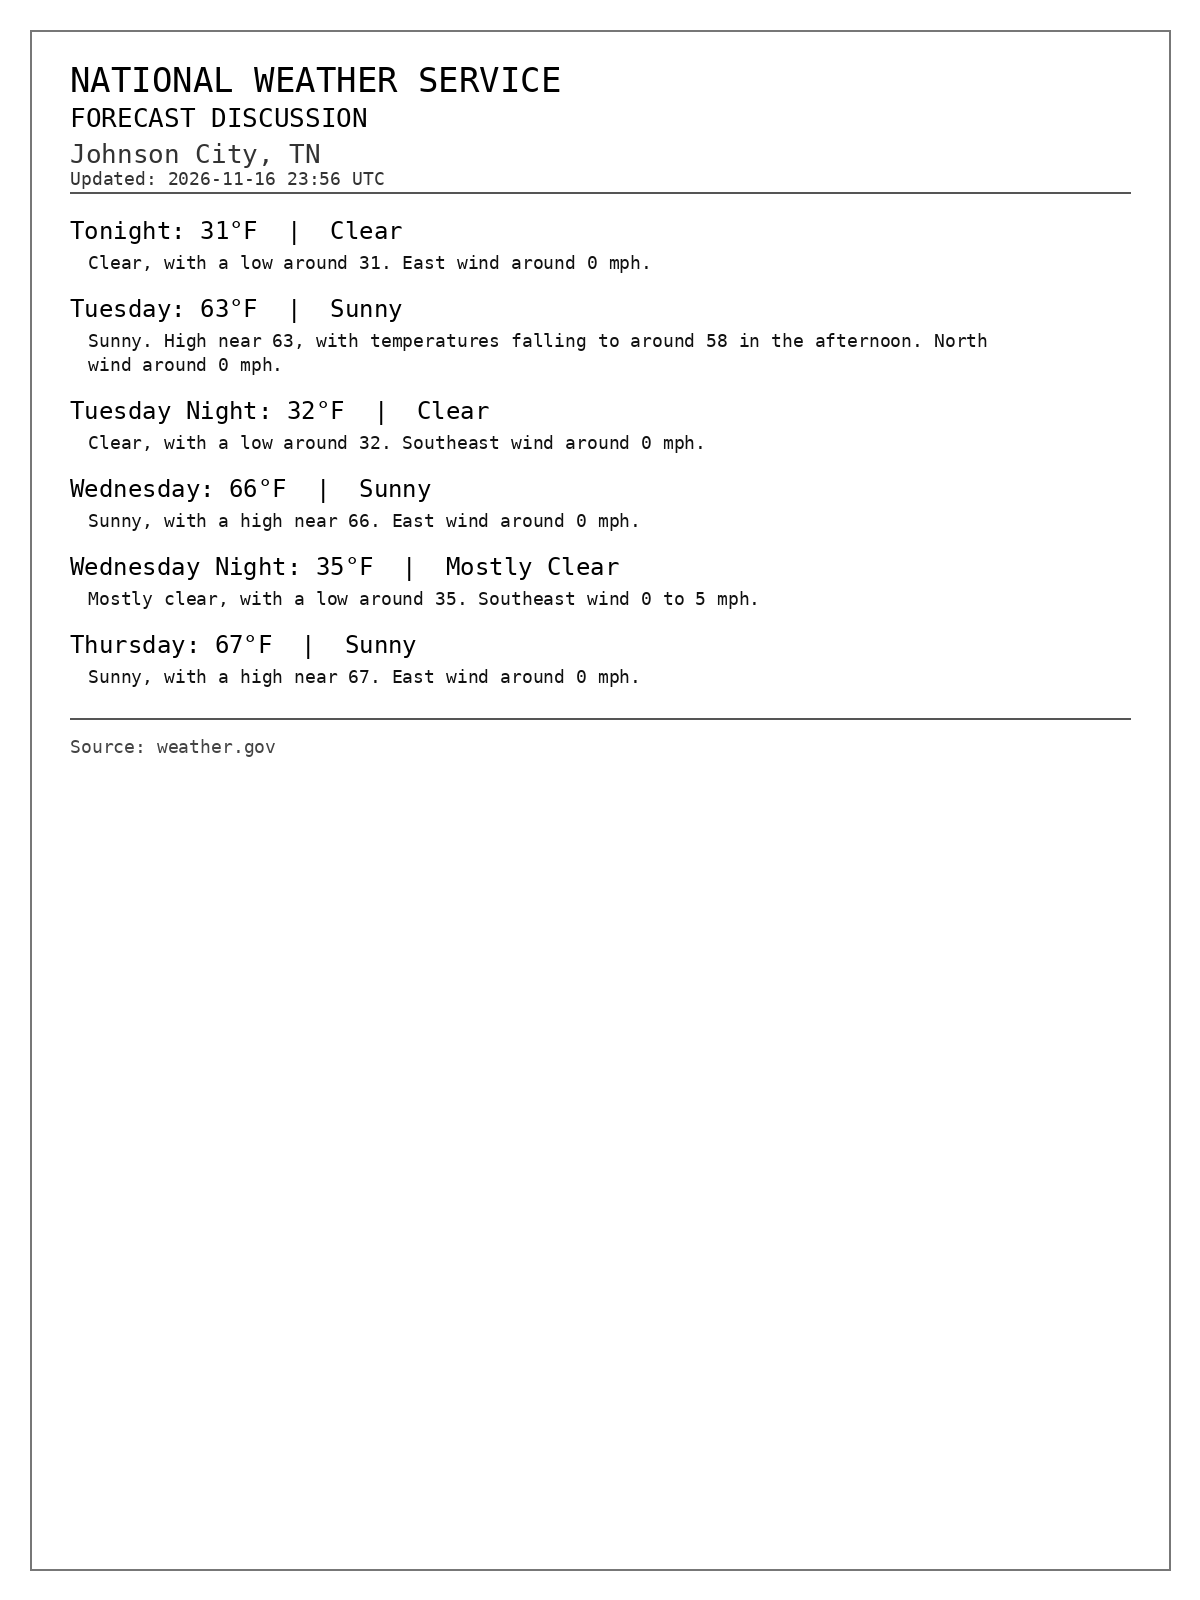 NATIONAL WEATHER SERVICE
FORECAST DISCUSSION
Johnson City, TN
Updated: 2026-11-16 23:56 UTC
Tonight: 31°F | Clear
Clear, with a low around 31. East wind around 0 mph.
Tuesday: 63°F | Sunny
Sunny. High near 63, with temperatures falling to around 58 in the afternoon. North
wind around 0 mph.
Tuesday Night: 32°F | Clear
Clear, with a low around 32. Southeast wind around 0 mph.
Wednesday: 66°F | Sunny
Sunny, with a high near 66. East wind around 0 mph.
Wednesday Night: 35°F | Mostly Clear
Mostly clear, with a low around 35. Southeast wind 0 to 5 mph.
Thursday: 67°F | Sunny
Sunny, with a high near 67. East wind around 0 mph.
Source: weather.gov